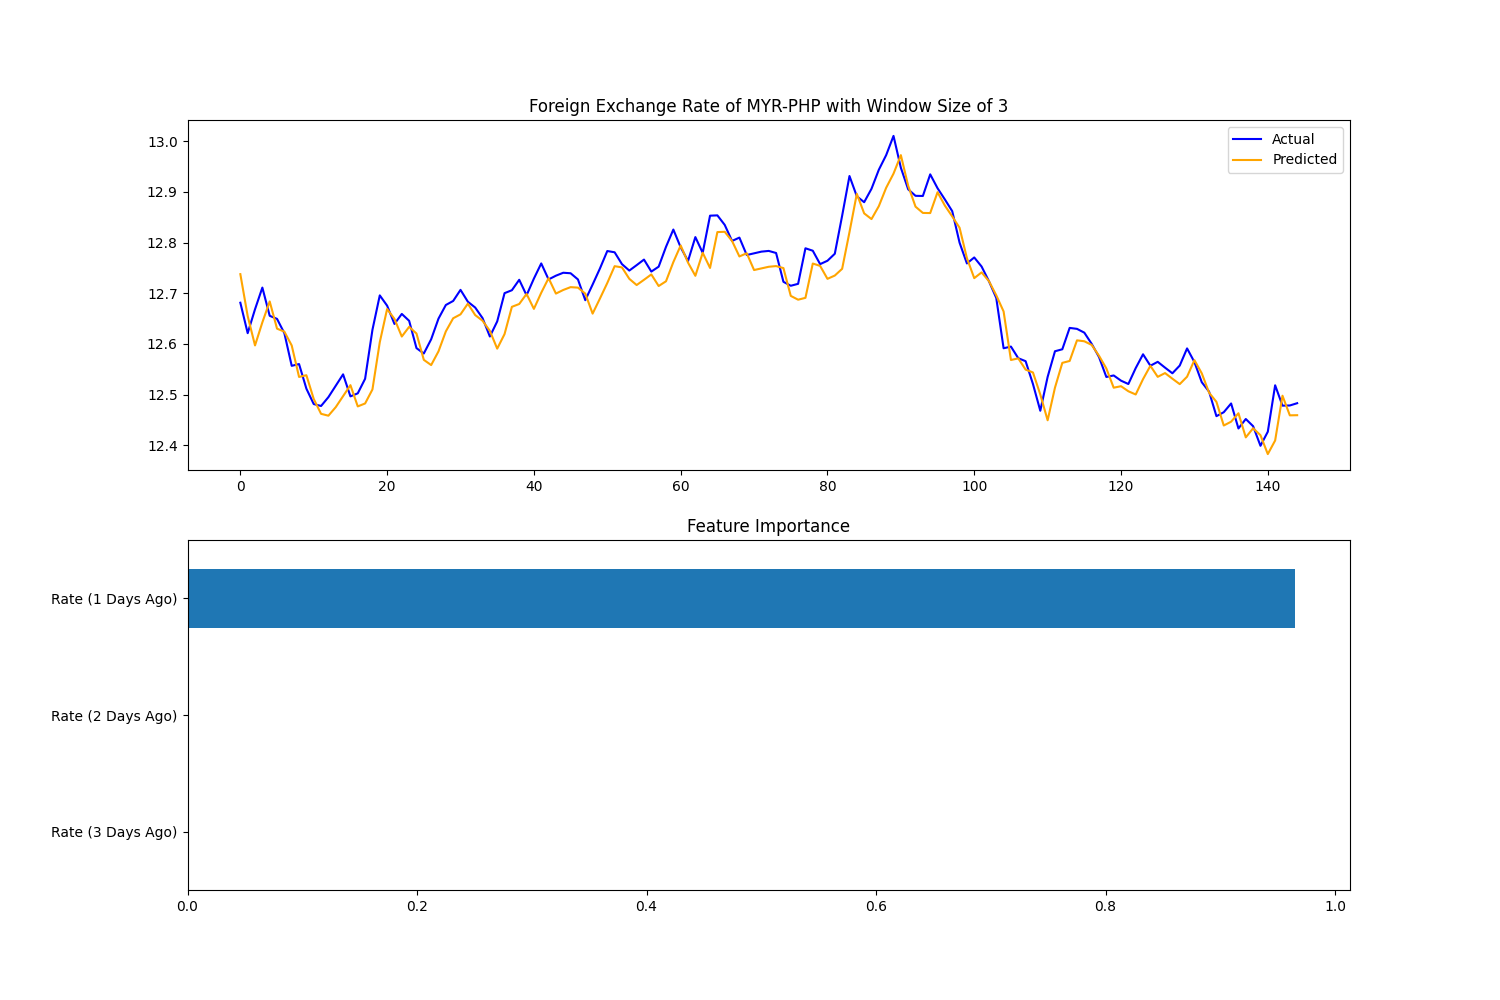 Foreign Exchange Rate of MYR-PHP with Window Size of 3
13.0
12.9
12.8
12.7
12.6
12.5
12.4
Actual
Predicted
0 20 40 60 80 100 120 140
Feature Importance
Rate (1 Days Ago)
Rate (2 Days Ago)
Rate (3 Days Ago)
0.0 0.2 0.4 0.6 0.8 1.0